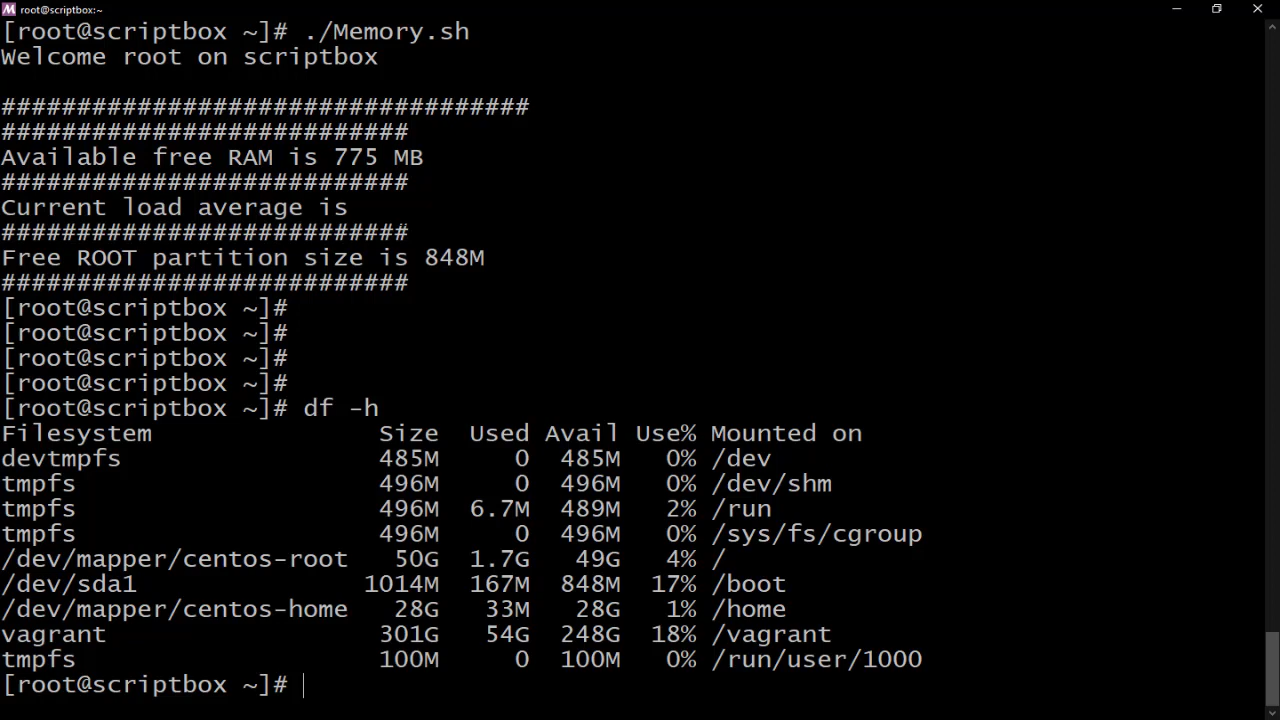 root@scriptbox:~
[root@scriptbox ~]# ./Memory.sh
Welcome root on scriptbox
###################################
###########################
Available free RAM is 775 MB
###########################
Current load average is
###########################
Free ROOT partition size is 848M
###########################
[root@scriptbox ~]#
[root@scriptbox ~]#
[root@scriptbox ~]#
[root@scriptbox ~]#
[root@scriptbox ~]# df -h
Filesystem Size Used Avail Use% Mounted on
devtmpfs 485M 0 485M 0% /dev
tmpfs 496M 0 496M 0% /dev/shm
tmpfs 496M 6.7M 489M 2% /run
tmpfs 496M 0 496M 0% /sys/fs/cgroup
/dev/mapper/centos-root 50G 1.7G 49G 4% /
/dev/sda1 1014M 167M 848M 17% /boot
/dev/mapper/centos-home 28G 33M 28G 1% /home
vagrant 301G 54G 248G 18% /vagrant
tmpfs 100M 0 100M 0% /run/user/1000
[root@scriptbox ~]#